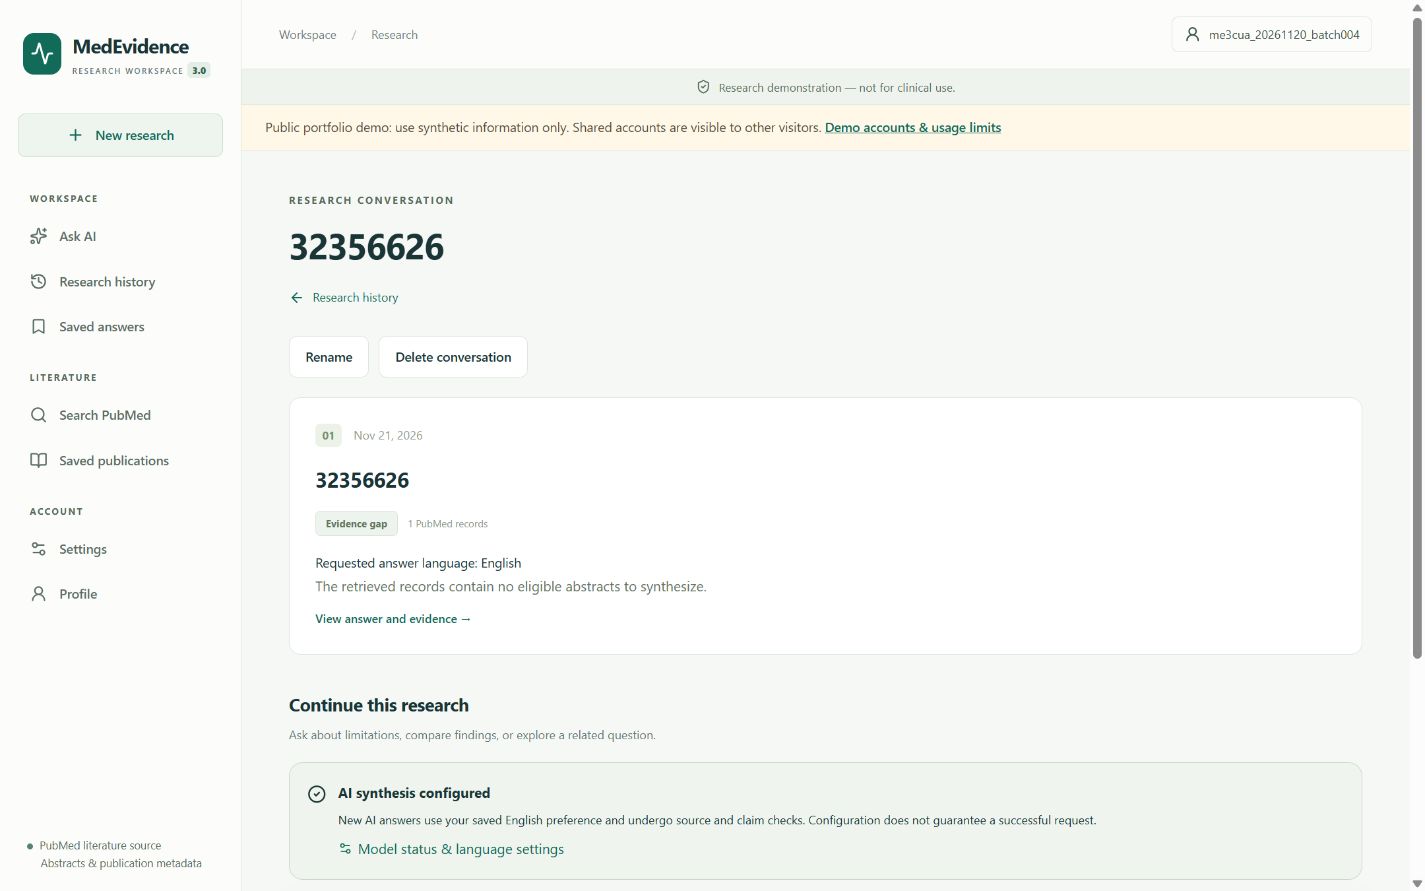 MedEvidence
RESEARCH WORKSPACE 3.0
New research
WORKSPACE
Ask AI
Research history
Saved answers
LITERATURE
Search PubMed
Saved publications
ACCOUNT
Settings
Profile
PubMed literature source
Abstracts & publication metadata
Workspace / Research
me3cua_20261120_batch004
Research demonstration — not for clinical use.
Public portfolio demo: use synthetic information only. Shared accounts are visible to other visitors. Demo accounts & usage limits
RESEARCH CONVERSATION
32356626
← Research history
Rename
Delete conversation
01 Nov 21, 2026
32356626
Evidence gap 1 PubMed records
Requested answer language: English
The retrieved records contain no eligible abstracts to synthesize.
View answer and evidence →
Continue this research
Ask about limitations, compare findings, or explore a related question.
AI synthesis configured
New AI answers use your saved English preference and undergo source and claim checks. Configuration does not guarantee a successful request.
Model status & language settings